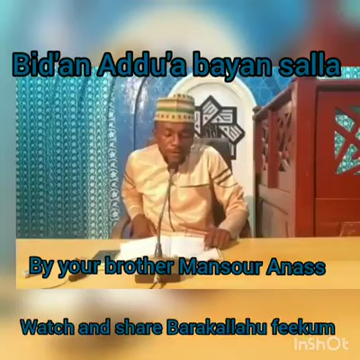 Bid'an Addu'a bayan salla
By your brother Mansour Anass
Watch and share Barakallahu feekum
InShOt